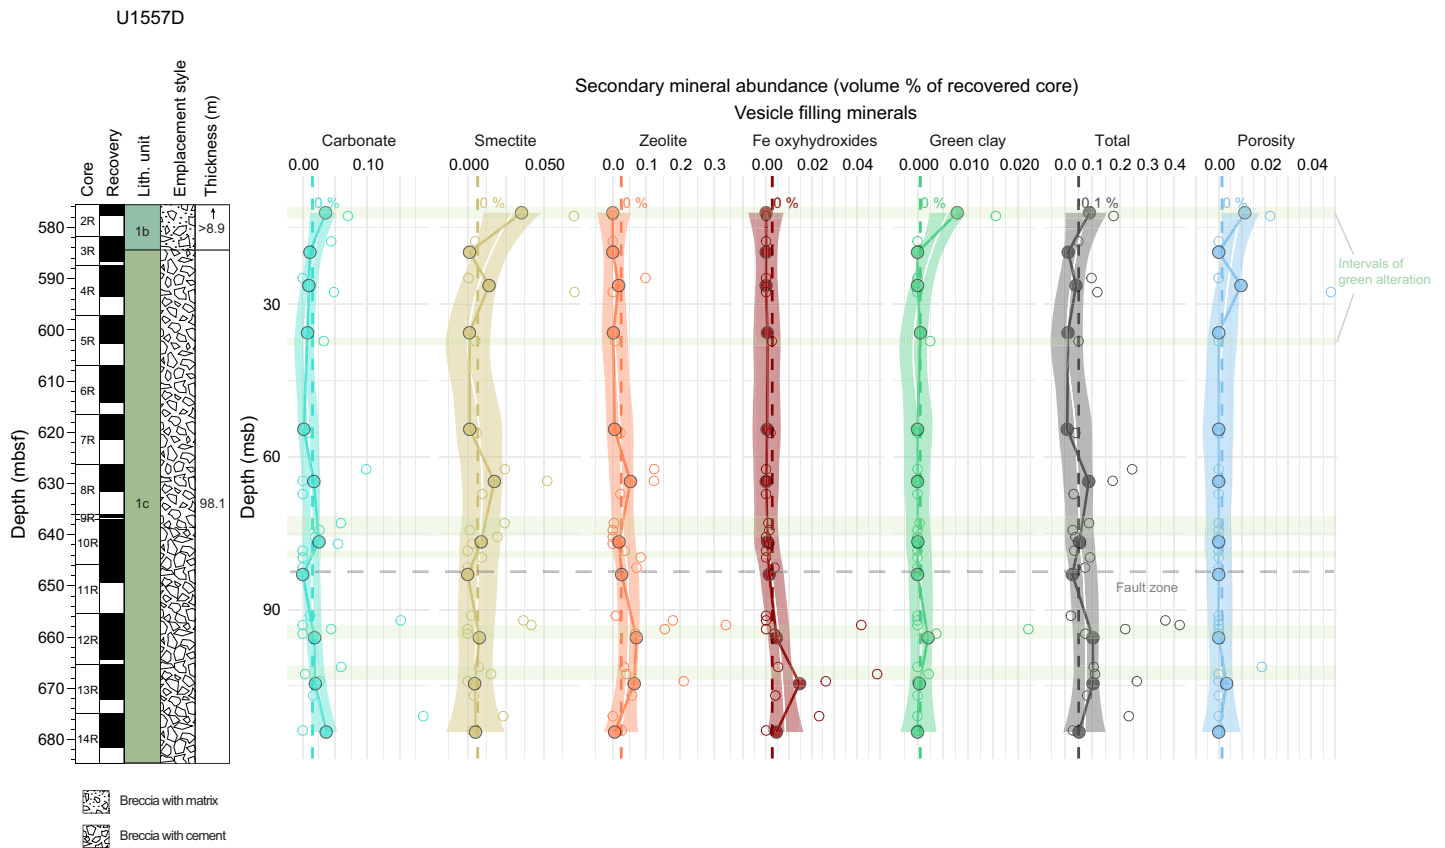 U1557D
Secondary mineral abundance (volume % of recovered core)
Vesicle filling minerals
Core
Recovery
Lith. unit
Emplacement style
Thickness (m)
Carbonate
Smectite
Zeolite
Fe oxyhydroxides
Green clay
Total
Porosity
0.00 0.10
0.000 0.050
0.0 0.1 0.2 0.3
0.00 0.02 0.04
0.000 0.010 0.020
0.0 0.1 0.2 0.3 0.4
0.00 0.02 0.04
0 %
0 %
0 %
0 %
0 %
0.1 %
0 %
Depth (mbsf)
580
590
600
610
620
630
640
650
660
670
680
2R
3R
4R
5R
6R
7R
8R
9R
10R
11R
12R
13R
14R
1b
1c
>8.9
98.1
Depth (msb)
30
60
90
Intervals of
green alteration
Fault zone
Breccia with matrix
Breccia with cement